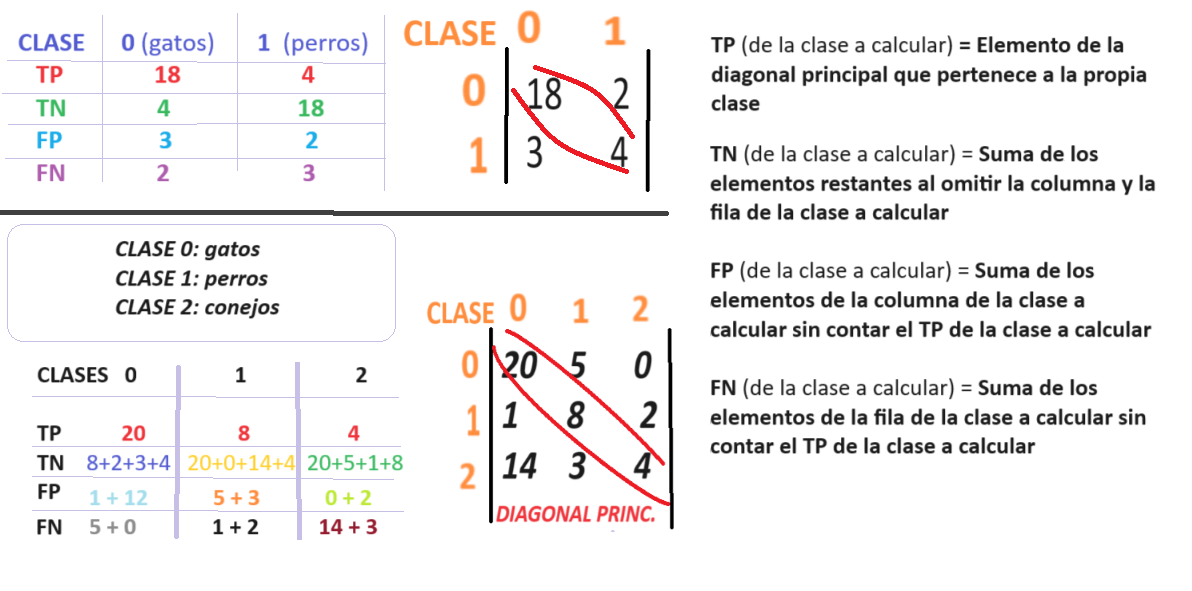 CLASE 0 (gatos) 1 (perros)
TP 18 4
TN 4 18
FP 3 2
FN 2 3
CLASE 0 1
0 18 2
1 3 4
CLASE 0: gatos
CLASE 1: perros
CLASE 2: conejos
CLASES 0 1 2
TP 20 8 4
TN 8+2+3+4 20+0+14+4 20+5+1+8
FP 1 + 12 5 + 3 0 + 2
FN 5 + 0 1 + 2 14 + 3
CLASE 0 1 2
0 20 5 0
1 1 8 2
2 14 3 4
DIAGONAL PRINC.
TP (de la clase a calcular) = Elemento de la
diagonal principal que pertenece a la propia
clase
TN (de la clase a calcular) = Suma de los
elementos restantes al omitir la columna y la
fila de la clase a calcular
FP (de la clase a calcular) = Suma de los
elementos de la columna de la clase a
calcular sin contar el TP de la clase a calcular
FN (de la clase a calcular) = Suma de los
elementos de la fila de la clase a calcular sin
contar el TP de la clase a calcular